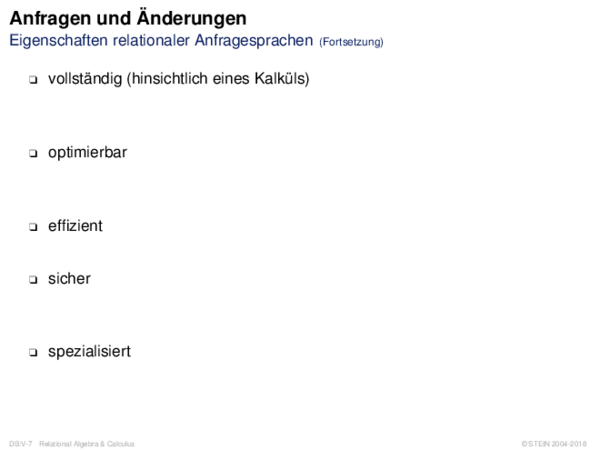 Anfragen und Änderungen
Eigenschaften relationaler Anfragesprachen (Fortsetzung)
❑ vollständig (hinsichtlich eines Kalküls)
❑ optimierbar
❑ effizient
❑ sicher
❑ spezialisiert
DB:V-7 Relational Algebra & Calculus © STEIN 2004-2018